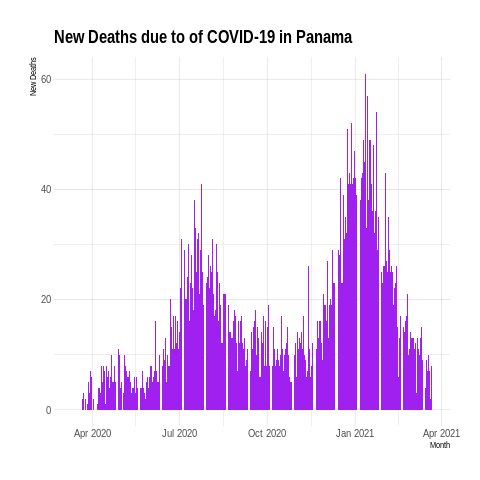 New Deaths due to of COVID-19 in Panama
New Deaths
60
40
20
0
Apr 2020 Jul 2020 Oct 2020 Jan 2021 Apr 2021
Month